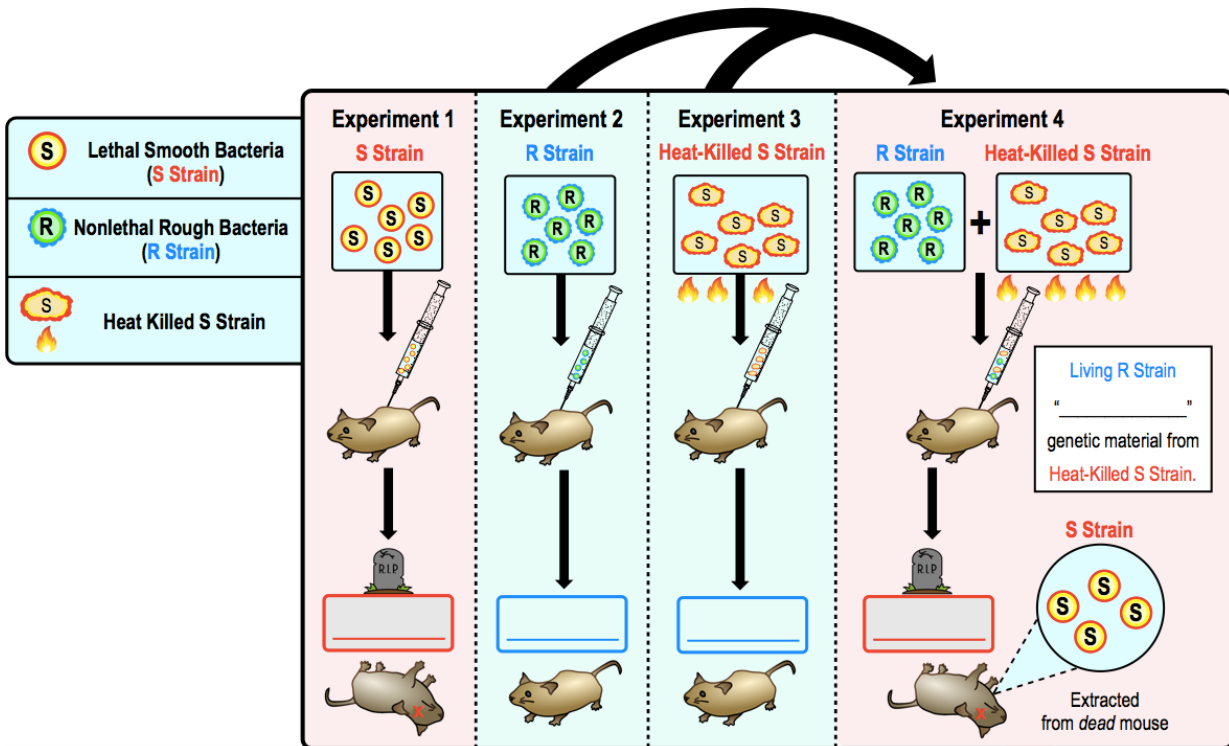 S
Lethal Smooth Bacteria
(S Strain)
R
Nonlethal Rough Bacteria
(R Strain)
S
Heat Killed S Strain
Experiment 1
S Strain
S
S
S
S
S
S
R.I.P
x
Experiment 2
R Strain
R
R
R
R
R
R
Experiment 3
Heat-Killed S Strain
S
S
S
S
S
S
Experiment 4
R Strain
Heat-Killed S Strain
R
R
R
R
R
R
+
S
S
S
S
S
S
Living R Strain
“________________”
genetic material from
Heat-Killed S Strain.
R.I.P
x
S Strain
S
S
S
S
Extracted
from dead mouse